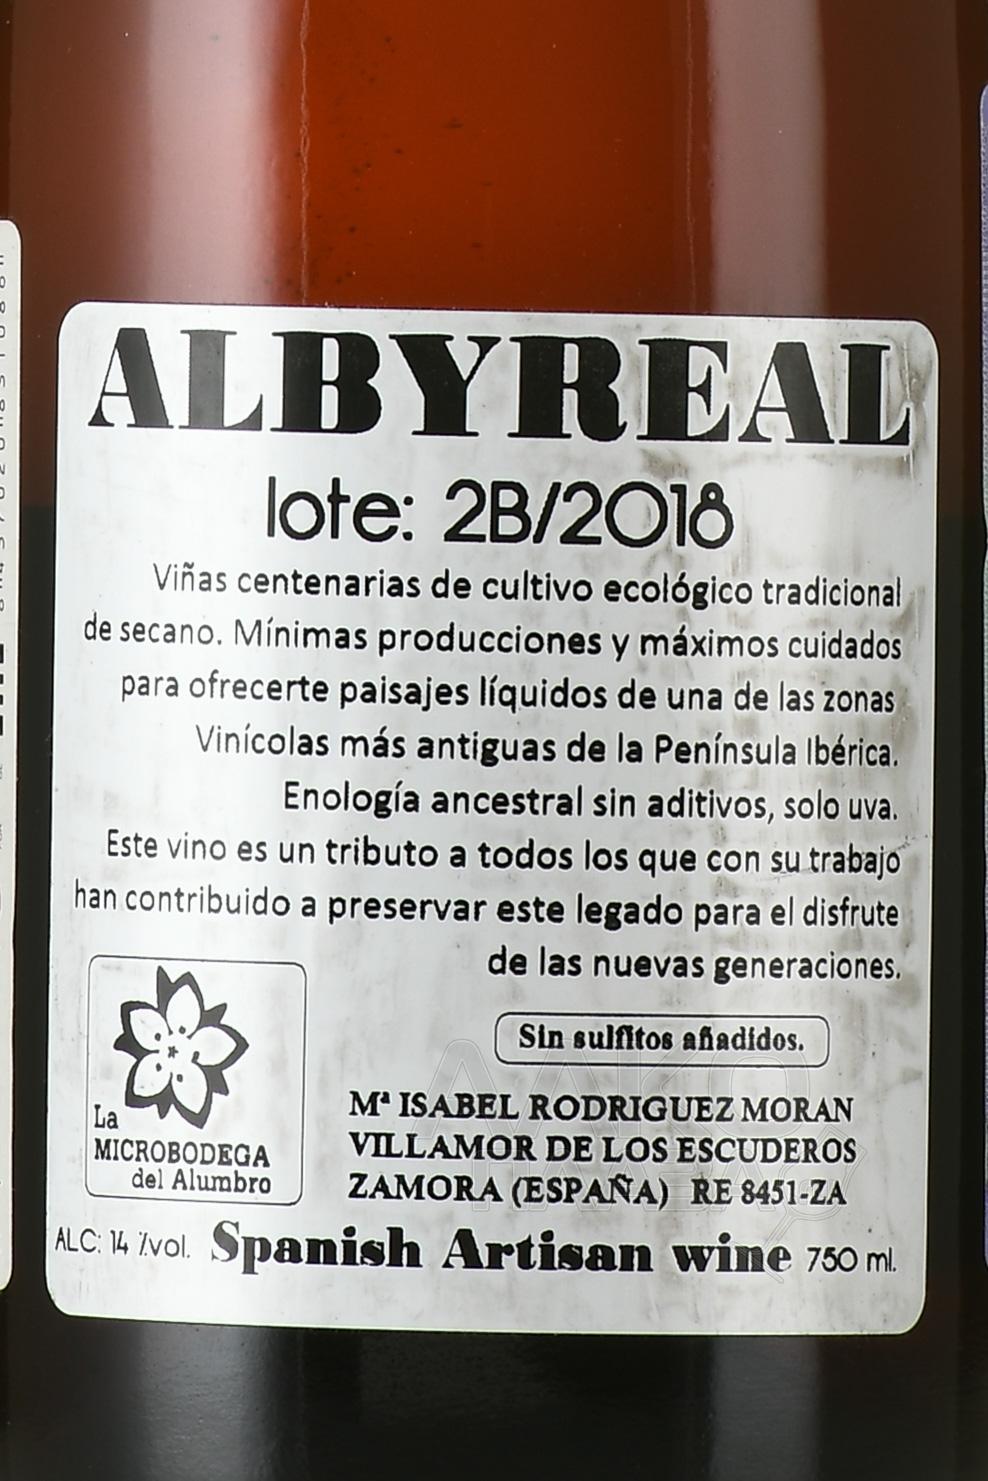 ALBYREAL
lote: 2B/2018
Viñas centenarias de cultivo ecológico tradicional
de secano. Mínimas producciones y máximos cuidados
para ofrecerte paisajes líquidos de una de las zonas
Vinícolas más antiguas de la Península Ibérica.
Enología ancestral sin aditivos, solo uva.
Este vino es un tributo a todos los que con su trabajo
han contribuido a preservar este legado para el disfrute
de las nuevas generaciones.
Sin sulfitos añadidos.
La
MICROBODEGA
del Alumbro
Mª ISABEL RODRIGUEZ MORAN
VILLAMOR DE LOS ESCUDEROS
ZAMORA (ESPAÑA) RE 8451-ZA
ALC: 14 %vol. Spanish Artisan wine 750 ml.